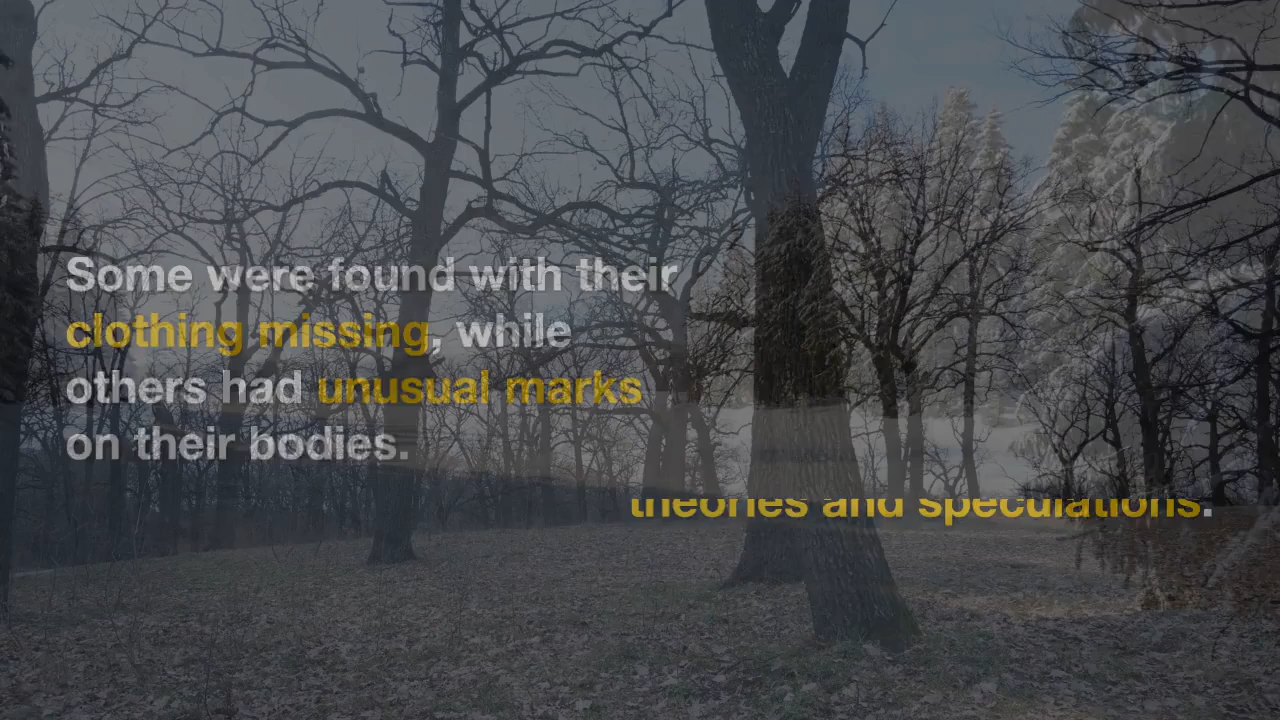 Some were found with their
clothing missing, while
others had unusual marks
on their bodies.
theories and speculations.